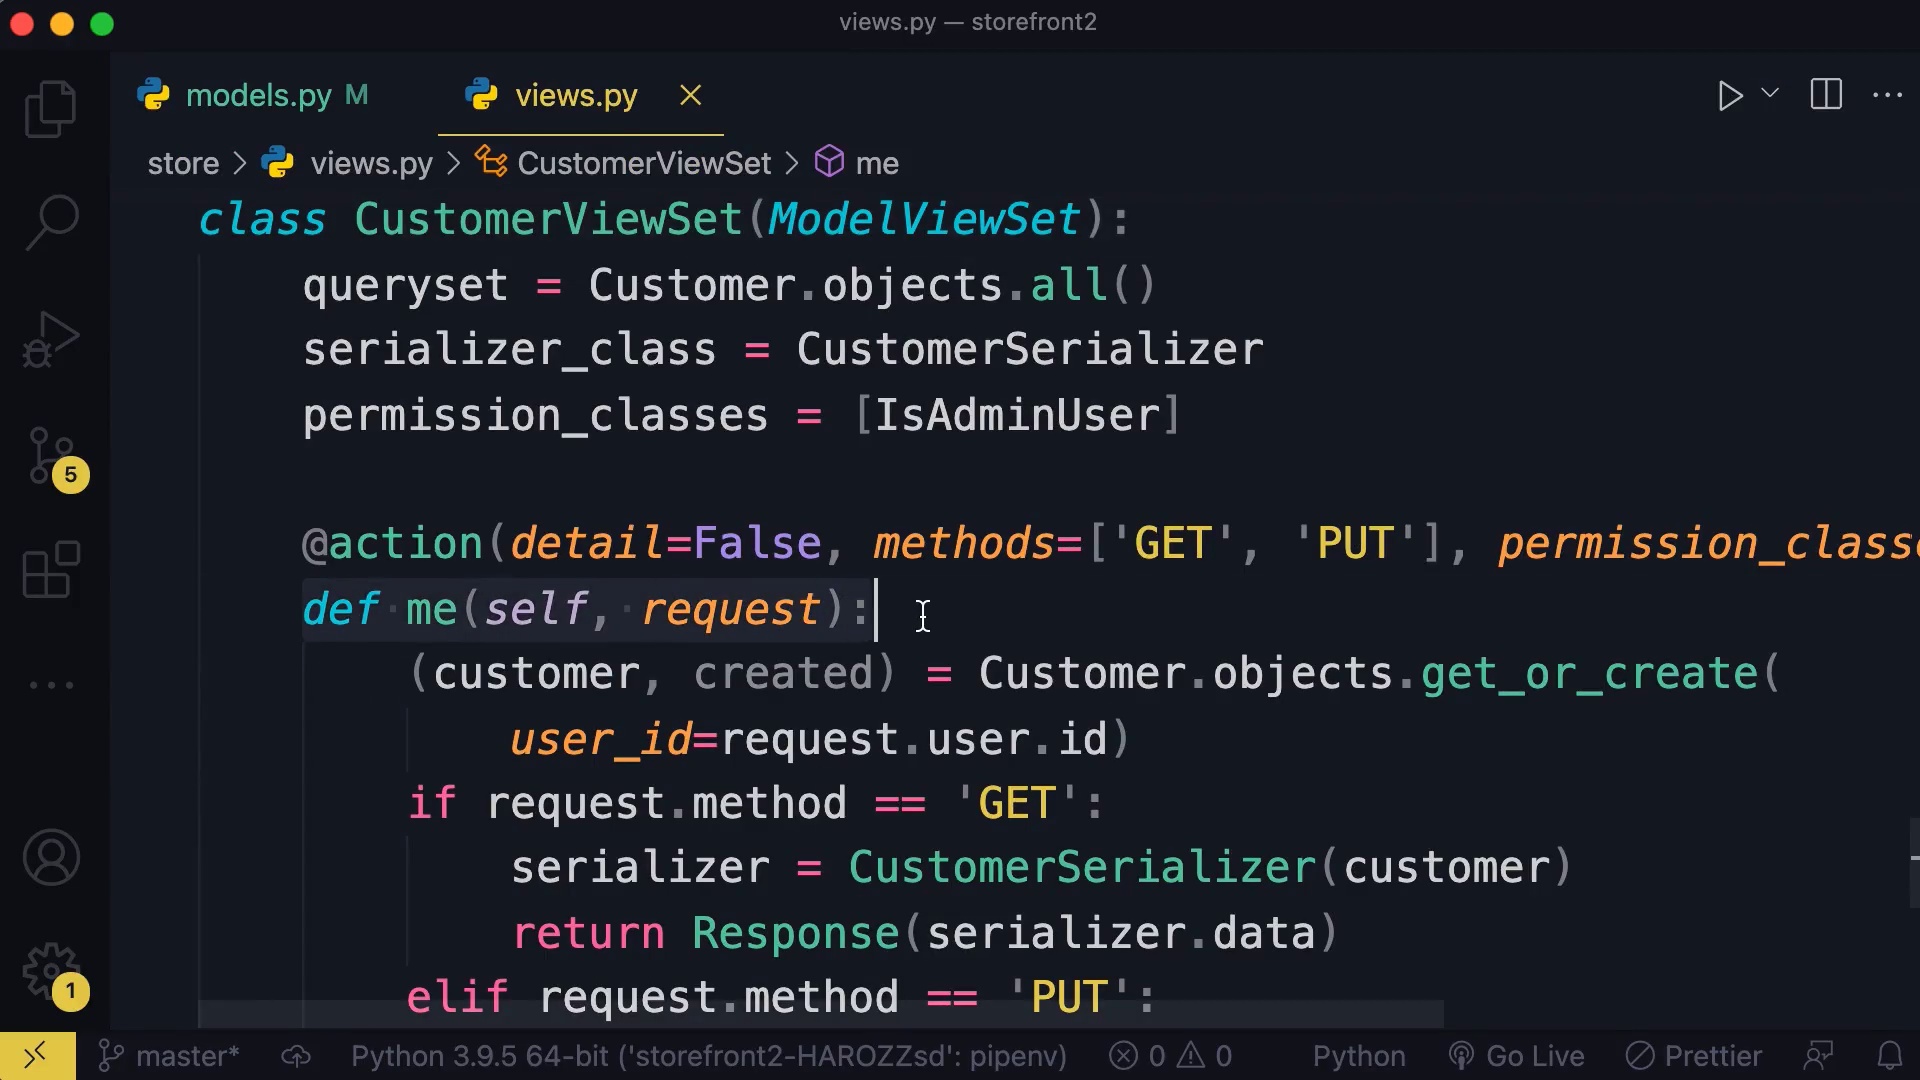 views.py — storefront2
models.py M
views.py
store > views.py > CustomerViewSet > me
class CustomerViewSet(ModelViewSet):
queryset = Customer.objects.all()
serializer_class = CustomerSerializer
permission_classes = [IsAdminUser]
@action(detail=False, methods=['GET', 'PUT'], permission_class
def me(self, request):
(customer, created) = Customer.objects.get_or_create(
user_id=request.user.id)
if request.method == 'GET':
serializer = CustomerSerializer(customer)
return Response(serializer.data)
elif request.method == 'PUT':
5
1
master* Python 3.9.5 64-bit ('storefront2-HAROZZsd': pipenv) 0 0 Python Go Live Prettier